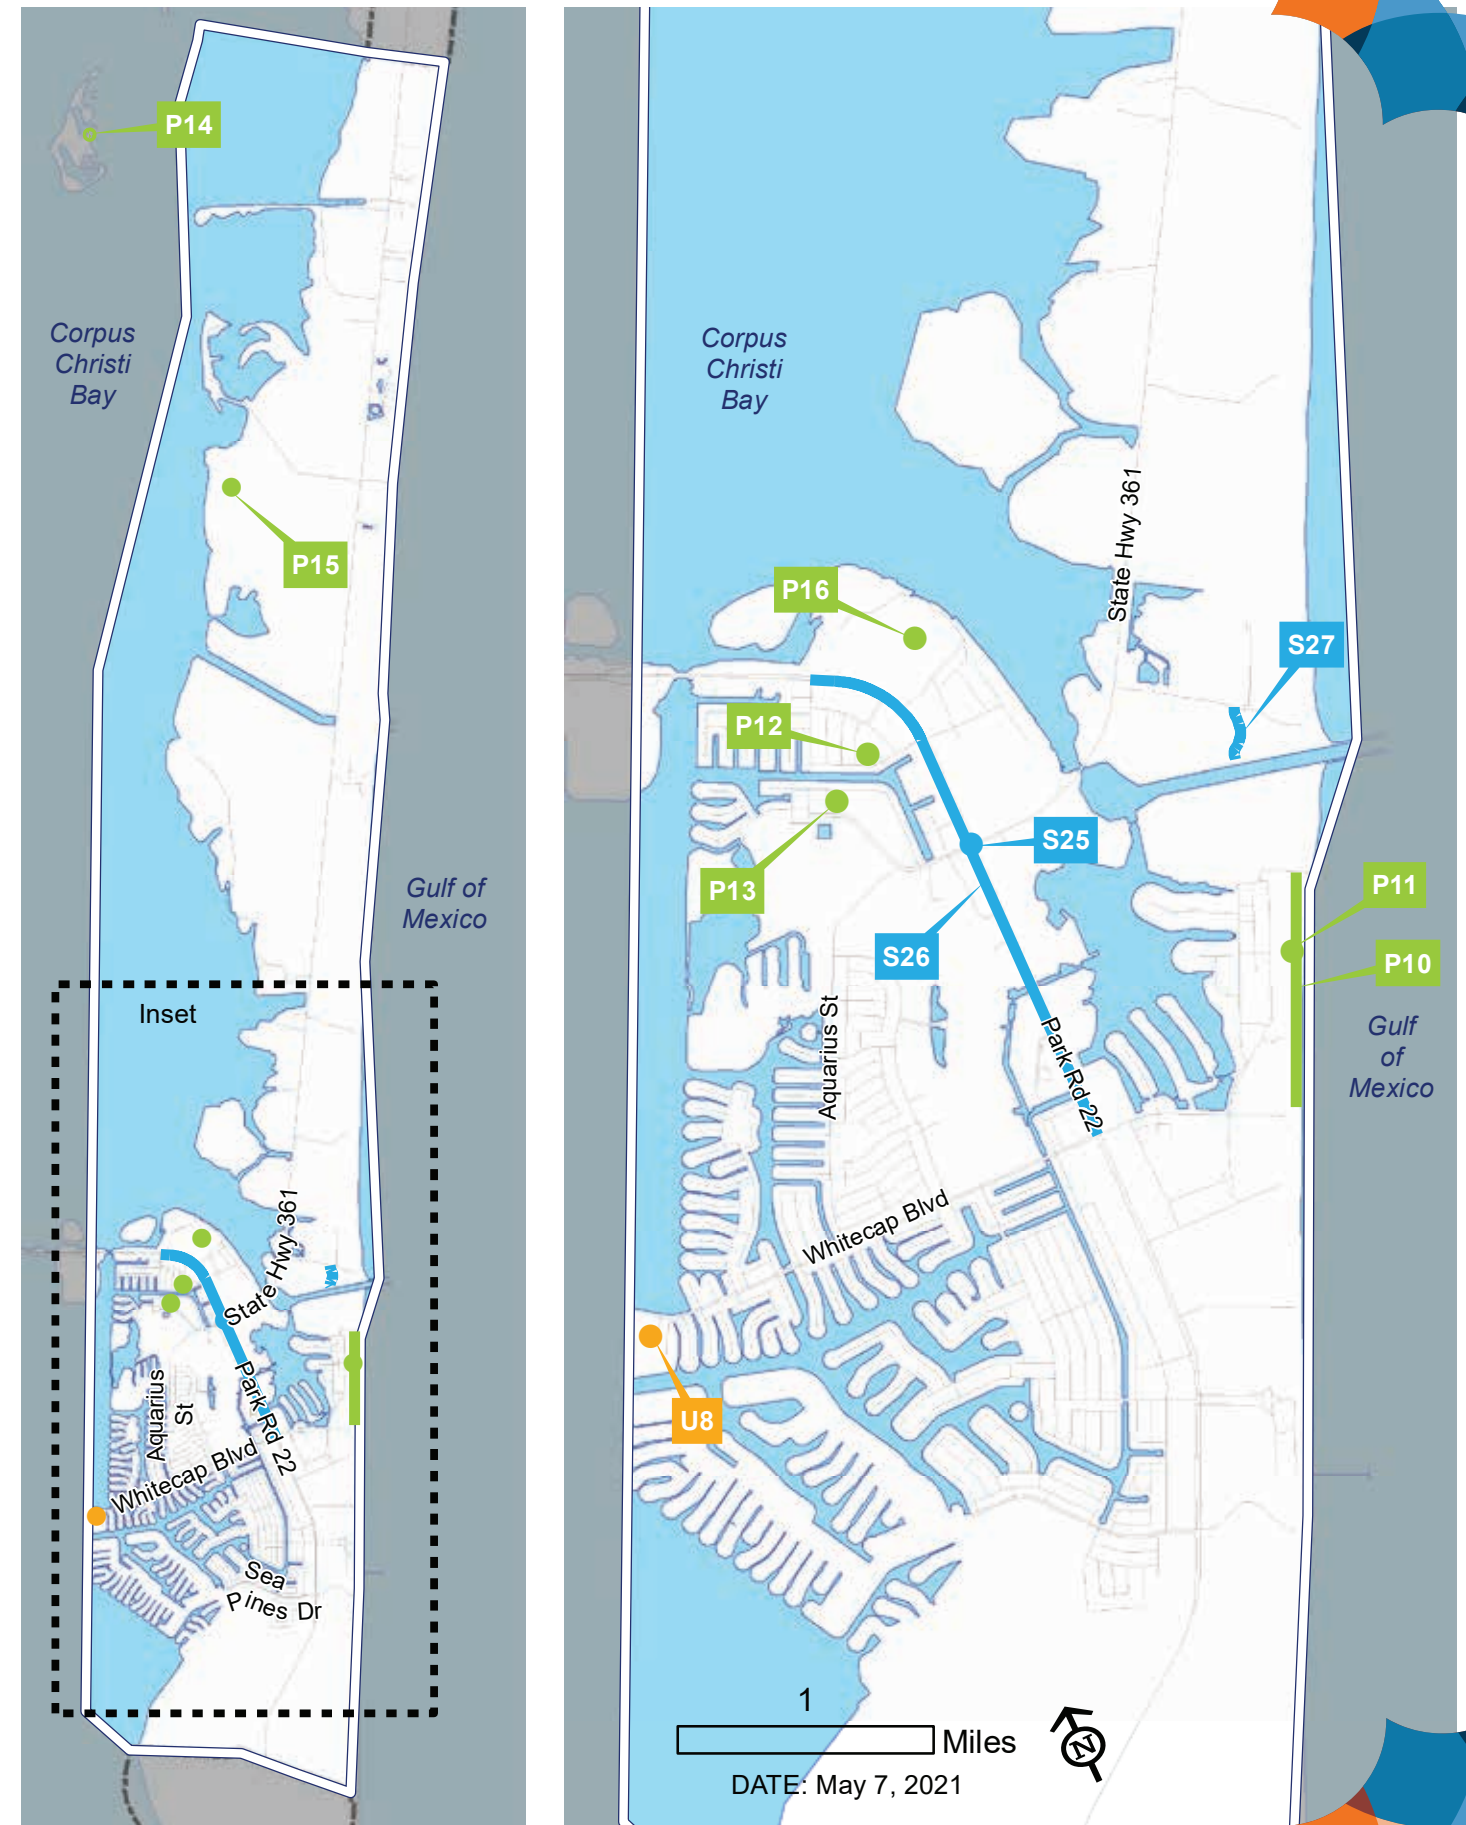 P14
Corpus
Christi
Bay
P15
Gulf of
Mexico
Inset
State Hwy 361
Park Rd 22
Aquarius
St
Whitecap Blvd
Sea
Pines Dr
Corpus
Christi
Bay
State Hwy 361
P16
S27
P12
S25
P13
P11
S26
P10
Aquarius St
Gulf
of
Mexico
Park Rd 22
Whitecap Blvd
U8
1
Miles
N
DATE: May 7, 2021